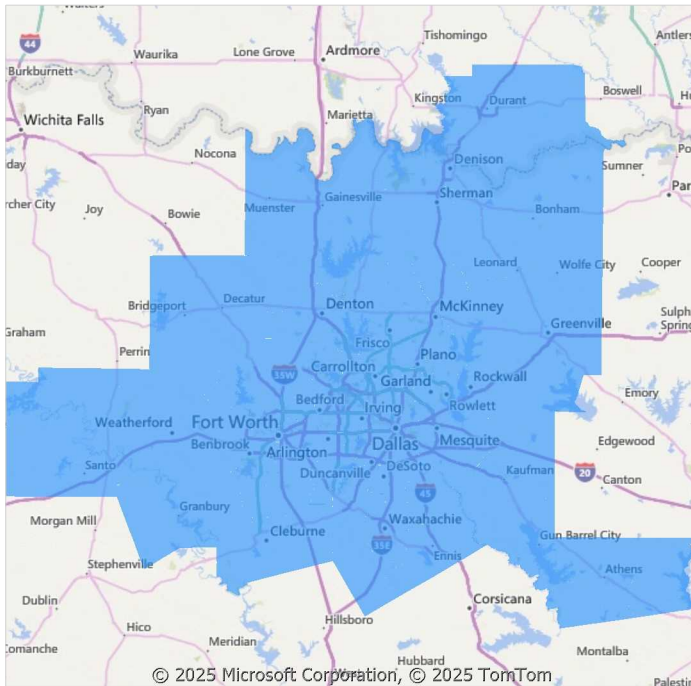 Walters
44
Burkburnett
Waurika
Lone Grove
Ardmore
Tishomingo
Antlers
Ryan
Marietta
Kingston
Durant
Boswell
Wichita Falls
Nocona
Denison
Sumner
Muenster
Gainesville
Sherman
rcher City
Joy
Bowie
Bonham
Leonard
Wolfe City
Cooper
Bridgeport
Decatur
Denton
McKinney
Greenville
Graham
Perrin
Frisco
Plano
35W
Carrollton
Garland
Rockwall
Emory
Bedford
Irving
Rowlett
Weatherford
Fort Worth
Benbrook
Arlington
Dallas
Mesquite
Edgewood
Santo
Duncanville
DeSoto
Kaufman
20
Canton
Granbury
45
Morgan Mill
Cleburne
Waxahachie
35E
Gun Barrel City
Stephenville
Ennis
Athens
Dublin
Corsicana
Hillsboro
Hico
Meridian
Comanche
Hubbard
Montalba
© 2025 Microsoft Corporation, © 2025 TomTom